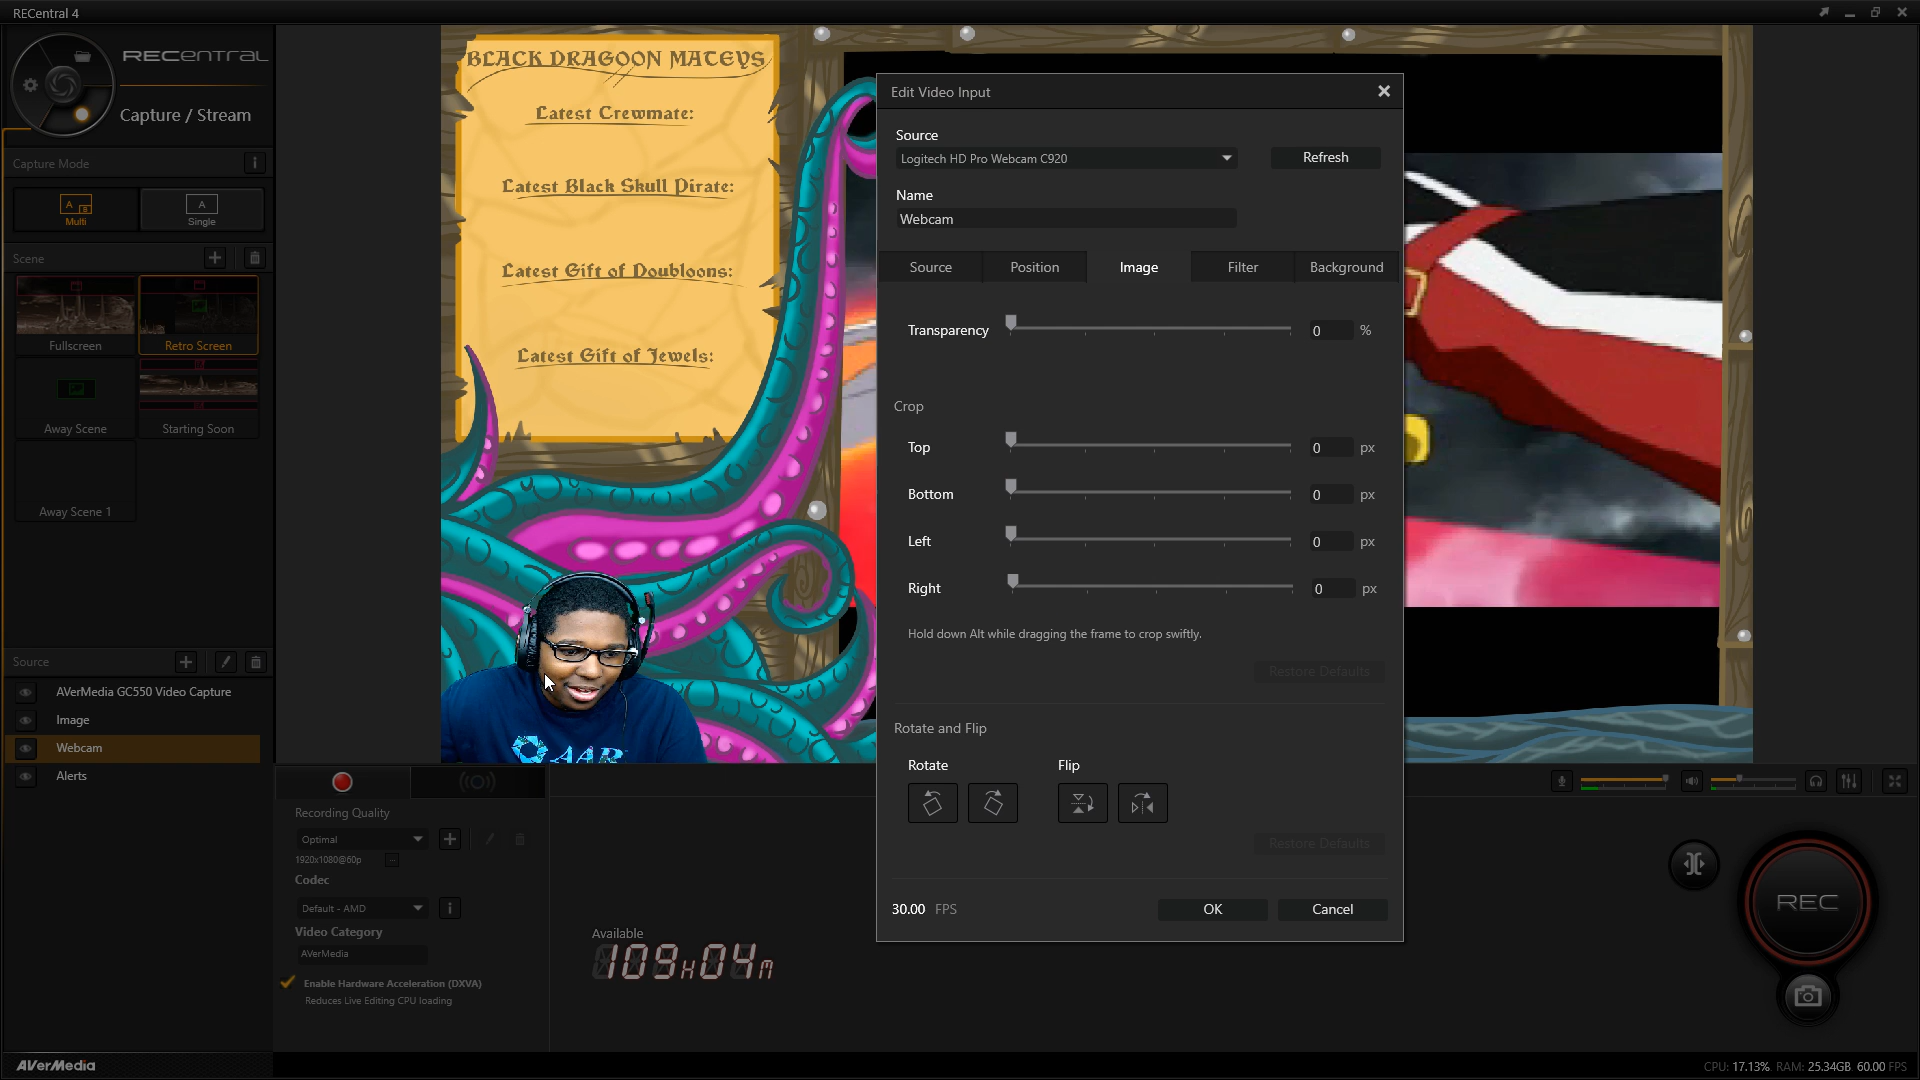 RECentral 4
RECentral
Capture / Stream
Capture Mode
i
A B
Multi
A
Single
Scene
Fullscreen
Retro Screen
Away Scene
Starting Soon
Away Scene 1
Source
AVerMedia GC550 Video Capture
Image
Webcam
Alerts
BLACK DRAGOON MATEYS
Latest Crewmate:
Latest Black Skull Pirate:
Latest Gift of Doubloons:
Latest Gift of Jewels:
AAR
Recording Quality
Optimal
1920x1080@60p
...
Codec
Default - AMD
i
Video Category
AVerMedia
Enable Hardware Acceleration (DXVA)
Reduces Live Editing CPU loading
Available
109H04M
Edit Video Input
Source
Logitech HD Pro Webcam C920
Refresh
Name
Webcam
Source
Position
Image
Filter
Background
Transparency
0 %
Crop
Top
0 px
Bottom
0 px
Left
0 px
Right
0 px
Hold down Alt while dragging the frame to crop swiftly.
Restore Defaults
Rotate and Flip
Rotate
Flip
Restore Defaults
30.00 FPS
OK
Cancel
REC
AVerMedia
CPU: 17.13% RAM: 25.34GB 60.00 FPS